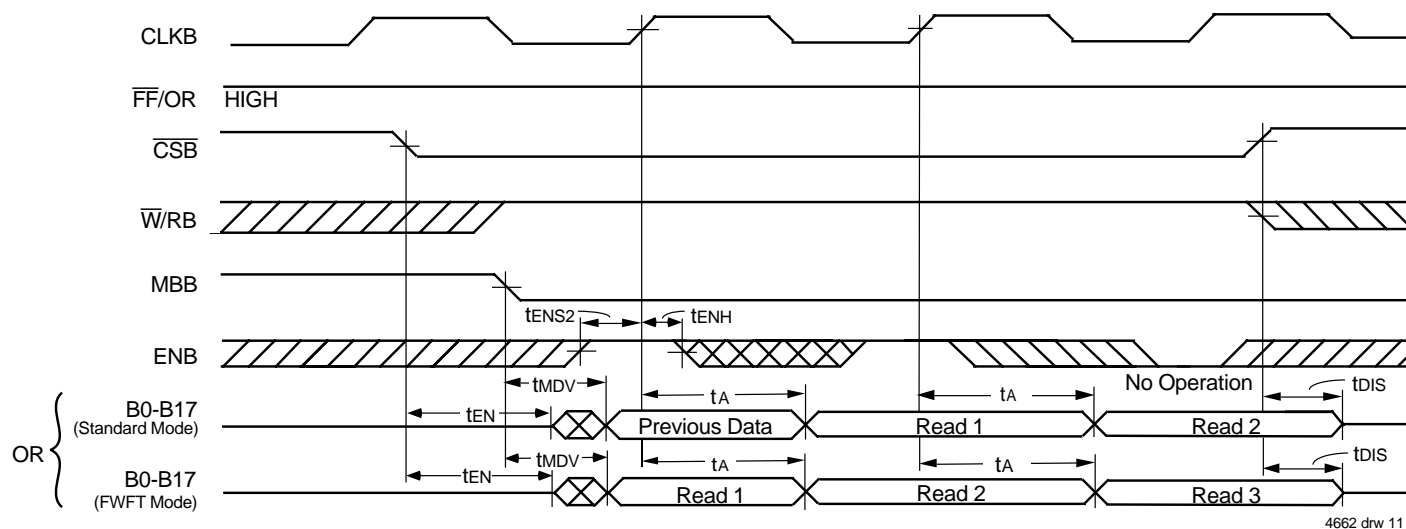 CLKB
FF/OR HIGH
CSB
W/RB
MBB
tENS2 tENH
ENB
No Operation
tMDV tA tA tDIS
B0-B17
(Standard Mode)
tEN Previous Data Read 1 Read 2
OR
tMDV tA tA tDIS
B0-B17
(FWFT Mode)
tEN Read 1 Read 2 Read 3
4662 drw 11